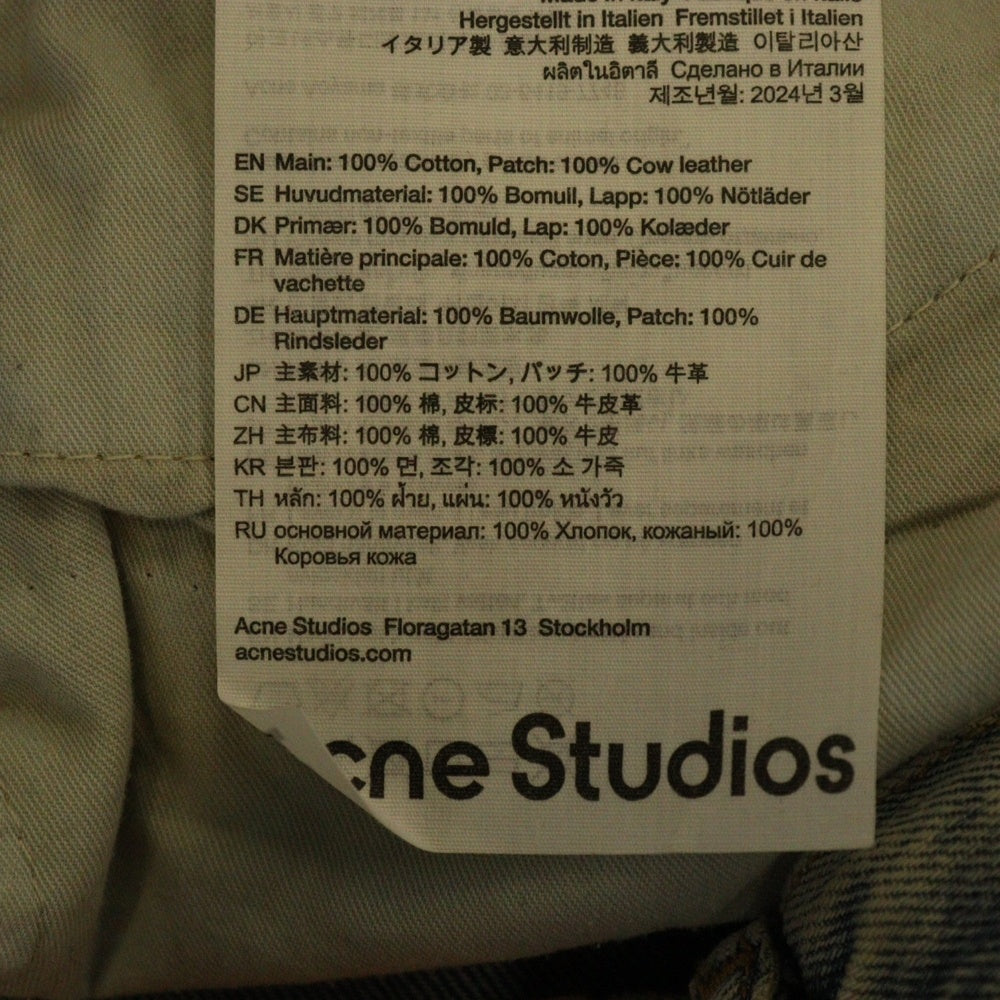 Hergestellt in Italien Fremstillet i Italien
イタリア製 意大利制造 義大利製造 이탈리아산
ผลิตในอิตาลี Сделано в Италии
제조년월: 2024년 3월
EN Main: 100% Cotton, Patch: 100% Cow leather
SE Huvudmaterial: 100% Bomull, Lapp: 100% Nötläder
DK Primær: 100% Bomuld, Lap: 100% Kolæder
FR Matière principale: 100% Coton, Pièce: 100% Cuir de
vachette
DE Hauptmaterial: 100% Baumwolle, Patch: 100%
Rindsleder
JP 主素材: 100% コットン, パッチ: 100% 牛革
CN 主面料: 100% 棉, 皮标: 100% 牛皮革
ZH 主布料: 100% 棉, 皮標: 100% 牛皮
KR 본판: 100% 면, 조각: 100% 소 가죽
TH หลัก: 100% ฝ้าย, แผ่น: 100% หนังวัว
RU основной материал: 100% Хлопок, кожаный: 100%
Коровья кожа
Acne Studios Floragatan 13 Stockholm
acnestudios.com
cne Studios